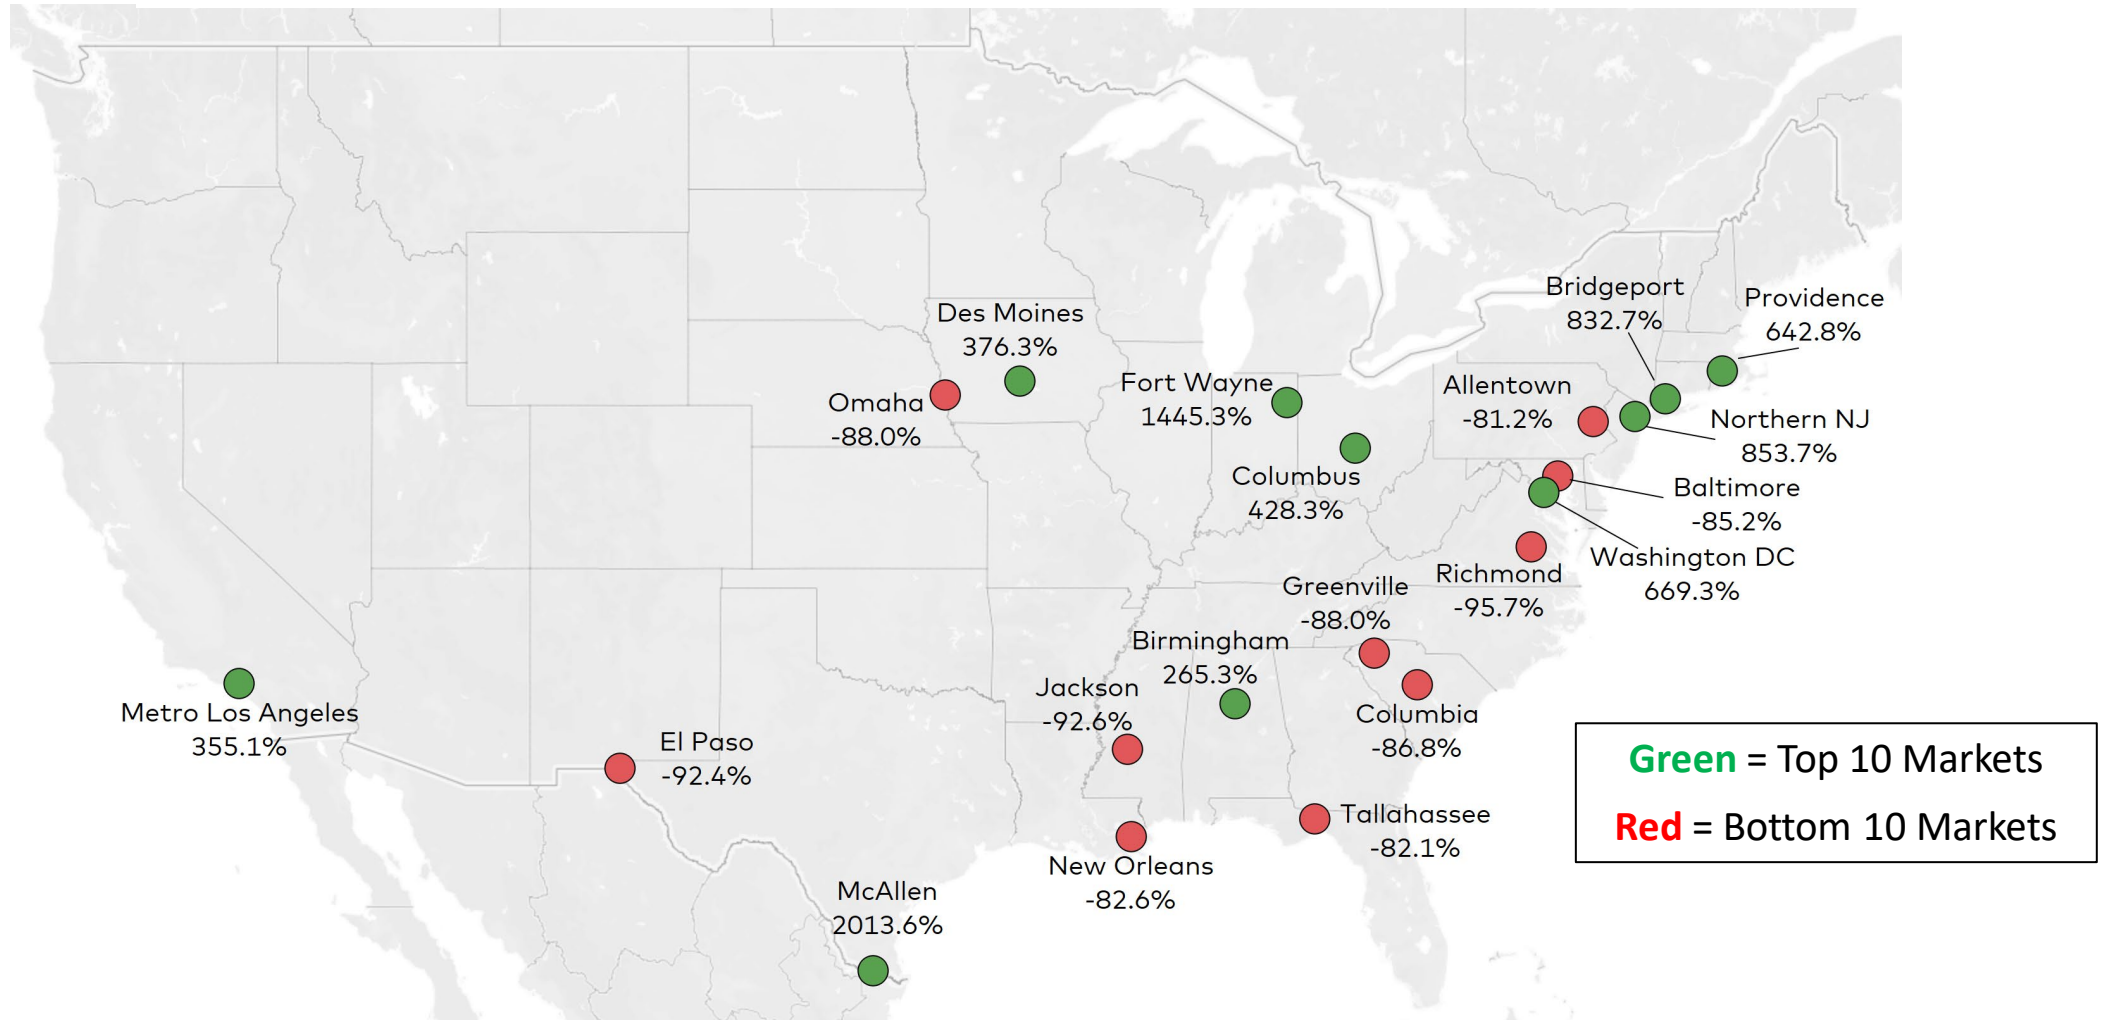 Bridgeport
832.7%
Providence
642.8%
Des Moines
376.3%
Omaha
-88.0%
Fort Wayne
1445.3%
Allentown
-81.2%
Northern NJ
853.7%
Columbus
428.3%
Baltimore
-85.2%
Washington DC
669.3%
Richmond
-95.7%
Greenville
-88.0%
Birmingham
265.3%
Jackson
-92.6%
Columbia
-86.8%
Metro Los Angeles
355.1%
El Paso
-92.4%
Tallahassee
-82.1%
New Orleans
-82.6%
McAllen
2013.6%
Green = Top 10 Markets
Red = Bottom 10 Markets